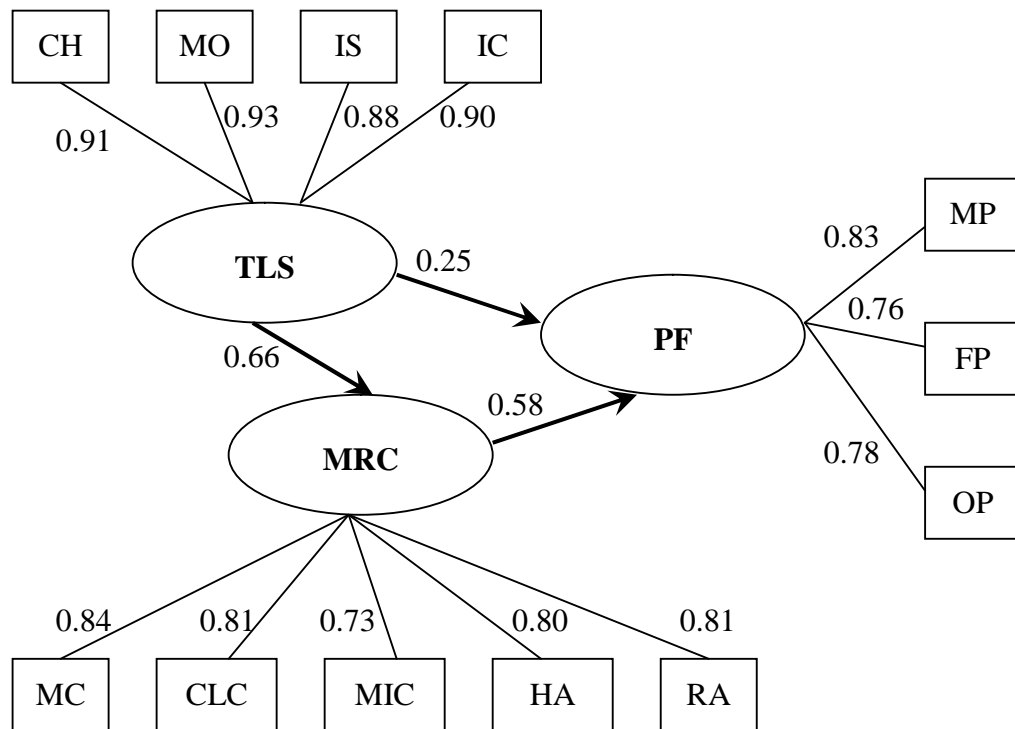 CH
MO
IS
IC
0.91
0.93
0.88
0.90
MP
0.83
TLS
0.25
0.76
PF
FP
0.66
0.58
MRC
0.78
OP
0.84
0.81
0.73
0.80
0.81
MC
CLC
MIC
HA
RA